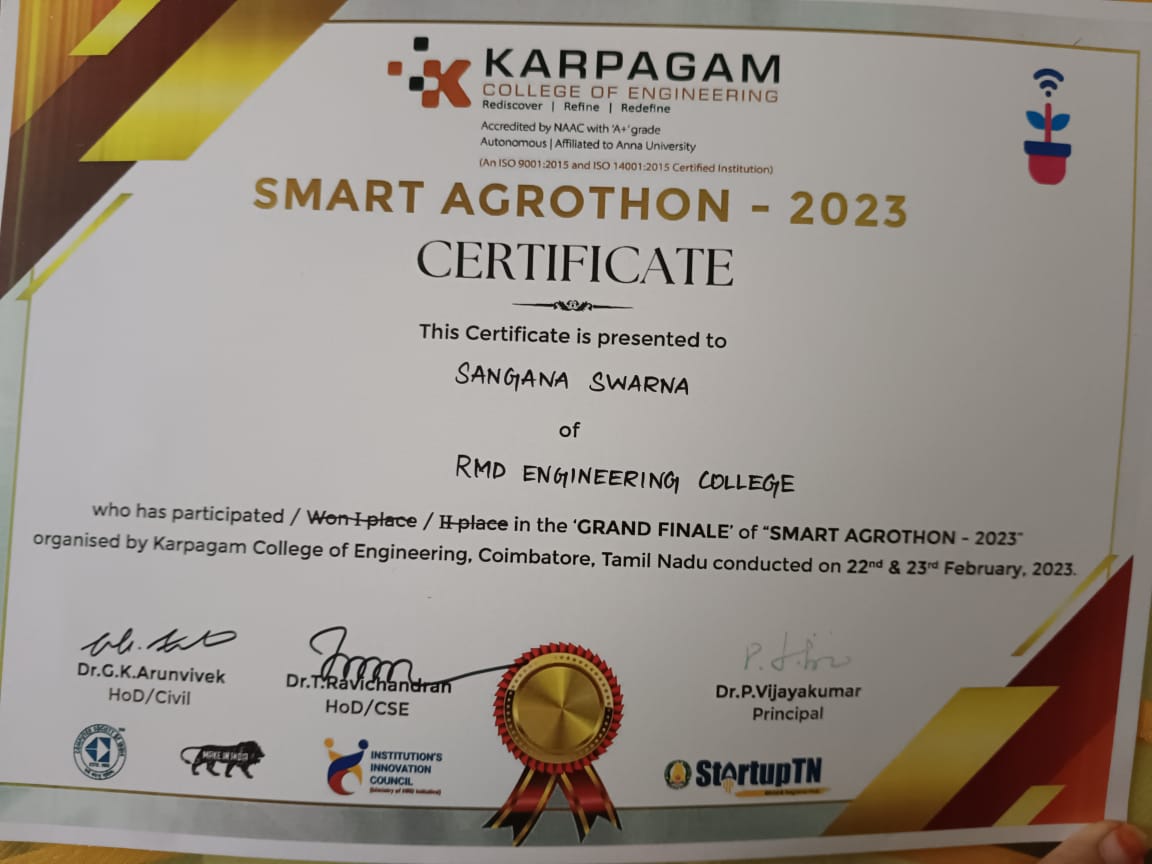 KARPAGAM
COLLEGE OF ENGINEERING
Rediscover | Refine | Redefine
Accredited by NAAC with 'A+' grade
Autonomous | Affiliated to Anna University
(An ISO 9001:2015 and ISO 14001:2015 Certified Institution)
SMART AGROTHON - 2023
CERTIFICATE
This Certificate is presented to
SANGANA SWARNA
of
RMD ENGINEERING COLLEGE
who has participated / Won I place / II place in the 'GRAND FINALE' of "SMART AGROTHON - 2023"
organised by Karpagam College of Engineering, Coimbatore, Tamil Nadu conducted on 22nd & 23rd February, 2023.
Dr.G.K.Arunvivek
HoD/Civil
Dr.T.Ravichandran
HoD/CSE
Dr.P.Vijayakumar
Principal
COMPUTER SOCIETY OF INDIA
MAKE IN INDIA
INSTITUTION'S
INNOVATION
COUNCIL
(Ministry of HRD Initiative)
StartupTN